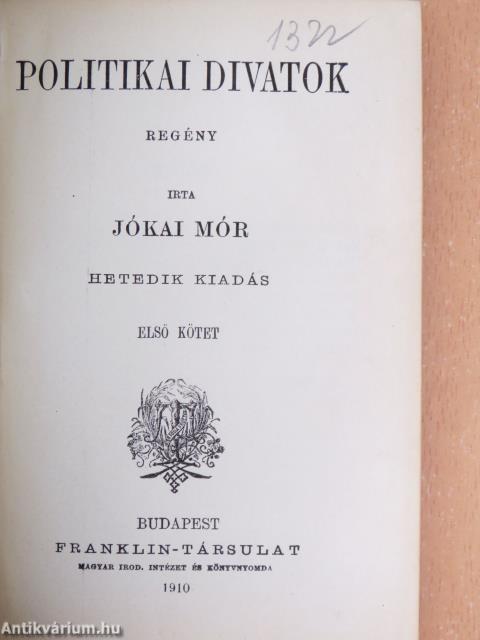 1322
POLITIKAI DIVATOK
REGÉNY
IRTA
JÓKAI MÓR
HETEDIK KIADÁS
ELSŐ KÖTET
BUDAPEST
FRANKLIN-TÁRSULAT
MAGYAR IROD. INTÉZET ÉS KÖNYVNYOMDA
1910
Antikvárium.hu